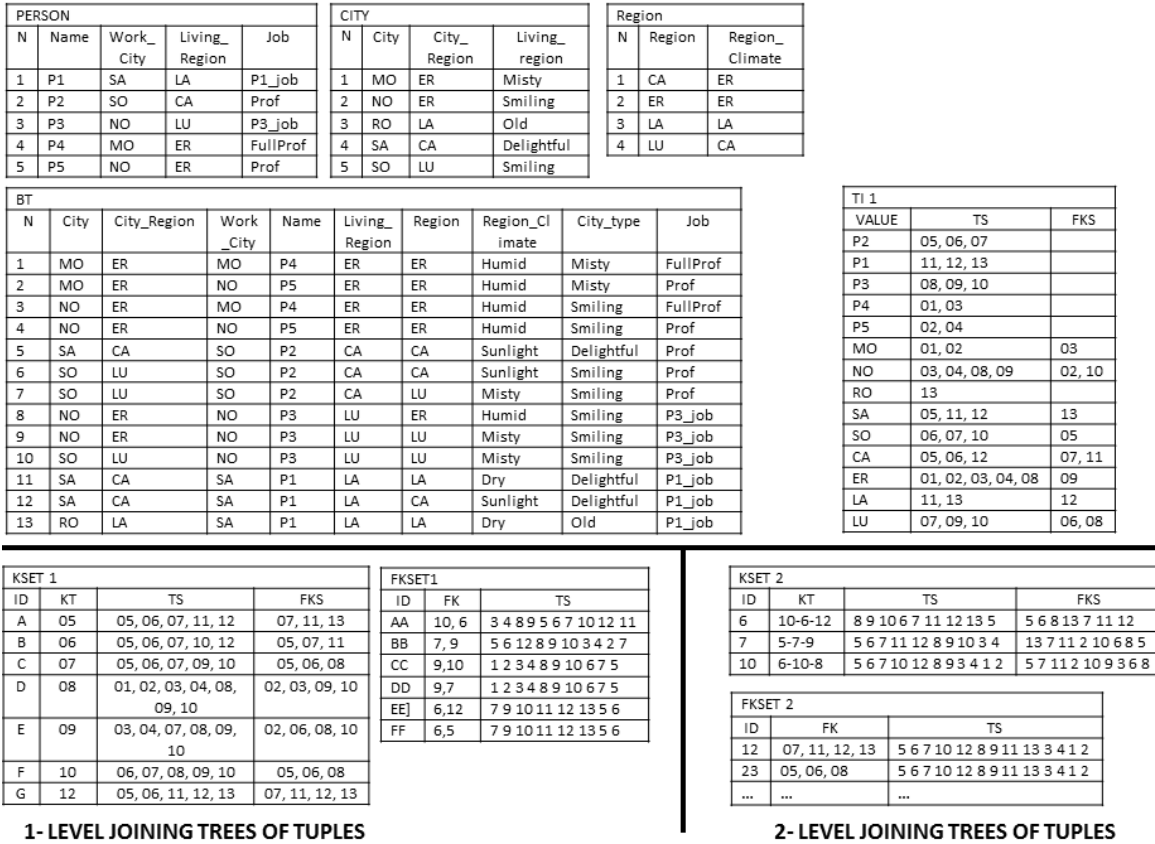 PERSON
N Name Work_City Living_Region Job
1 P1 SA LA P1_job
2 P2 SO CA Prof
3 P3 NO LU P3_job
4 P4 MO ER FullProf
5 P5 NO ER Prof
CITY
N City City_Region Living_region
1 MO ER Misty
2 NO ER Smiling
3 RO LA Old
4 SA CA Delightful
5 SO LU Smiling
Region
N Region Region_Climate
1 CA ER
2 ER ER
3 LA LA
4 LU CA
BT
N City City_Region Work_City Name Living_Region Region Region_Climate City_type Job
1 MO ER MO P4 ER ER Humid Misty FullProf
2 MO ER NO P5 ER ER Humid Misty Prof
3 NO ER MO P4 ER ER Humid Smiling FullProf
4 NO ER NO P5 ER ER Humid Smiling Prof
5 SA CA SO P2 CA CA Sunlight Delightful Prof
6 SO LU SO P2 CA CA Sunlight Smiling Prof
7 SO LU SO P2 CA LU Misty Smiling Prof
8 NO ER NO P3 LU ER Humid Smiling P3_job
9 NO ER NO P3 LU LU Misty Smiling P3_job
10 SO LU NO P3 LU LU Misty Smiling P3_job
11 SA CA SA P1 LA LA Dry Delightful P1_job
12 SA CA SA P1 LA CA Sunlight Delightful P1_job
13 RO LA SA P1 LA LA Dry Old P1_job
TI 1
VALUE TS FKS
P2 05, 06, 07
P1 11, 12, 13
P3 08, 09, 10
P4 01, 03
P5 02, 04
MO 01, 02 03
NO 03, 04, 08, 09 02, 10
RO 13
SA 05, 11, 12 13
SO 06, 07, 10 05
CA 05, 06, 12 07, 11
ER 01, 02, 03, 04, 08 09
LA 11, 13 12
LU 07, 09, 10 06, 08
KSET 1
ID KT TS FKS
A 05 05, 06, 07, 11, 12 07, 11, 13
B 06 05, 06, 07, 10, 12 05, 07, 11
C 07 05, 06, 07, 09, 10 05, 06, 08
D 08 01, 02, 03, 04, 08, 09, 10 02, 03, 09, 10
E 09 03, 04, 07, 08, 09, 10 02, 06, 08, 10
F 10 06, 07, 08, 09, 10 05, 06, 08
G 12 05, 06, 11, 12, 13 07, 11, 12, 13
FKSET1
ID FK TS
AA 10, 6 3 4 8 9 5 6 7 10 12 11
BB 7, 9 5 6 12 8 9 10 3 4 2 7
CC 9,10 1 2 3 4 8 9 10 6 7 5
DD 9,7 1 2 3 4 8 9 10 6 7 5
EE] 6,12 7 9 10 11 12 13 5 6
FF 6,5 7 9 10 11 12 13 5 6
1- LEVEL JOINING TREES OF TUPLES
KSET 2
ID KT TS FKS
6 10-6-12 8 9 10 6 7 11 12 13 5 5 6 8 13 7 11 12
7 5-7-9 5 6 7 11 12 8 9 10 3 4 13 7 11 2 10 6 8 5
10 6-10-8 5 6 7 10 12 8 9 3 4 1 2 5 7 11 2 10 9 3 6 8
FKSET 2
ID FK TS
12 07, 11, 12, 13 5 6 7 10 12 8 9 11 13 3 4 1 2
23 05, 06, 08 5 6 7 10 12 8 9 11 13 3 4 1 2
... ... ...
2- LEVEL JOINING TREES OF TUPLES